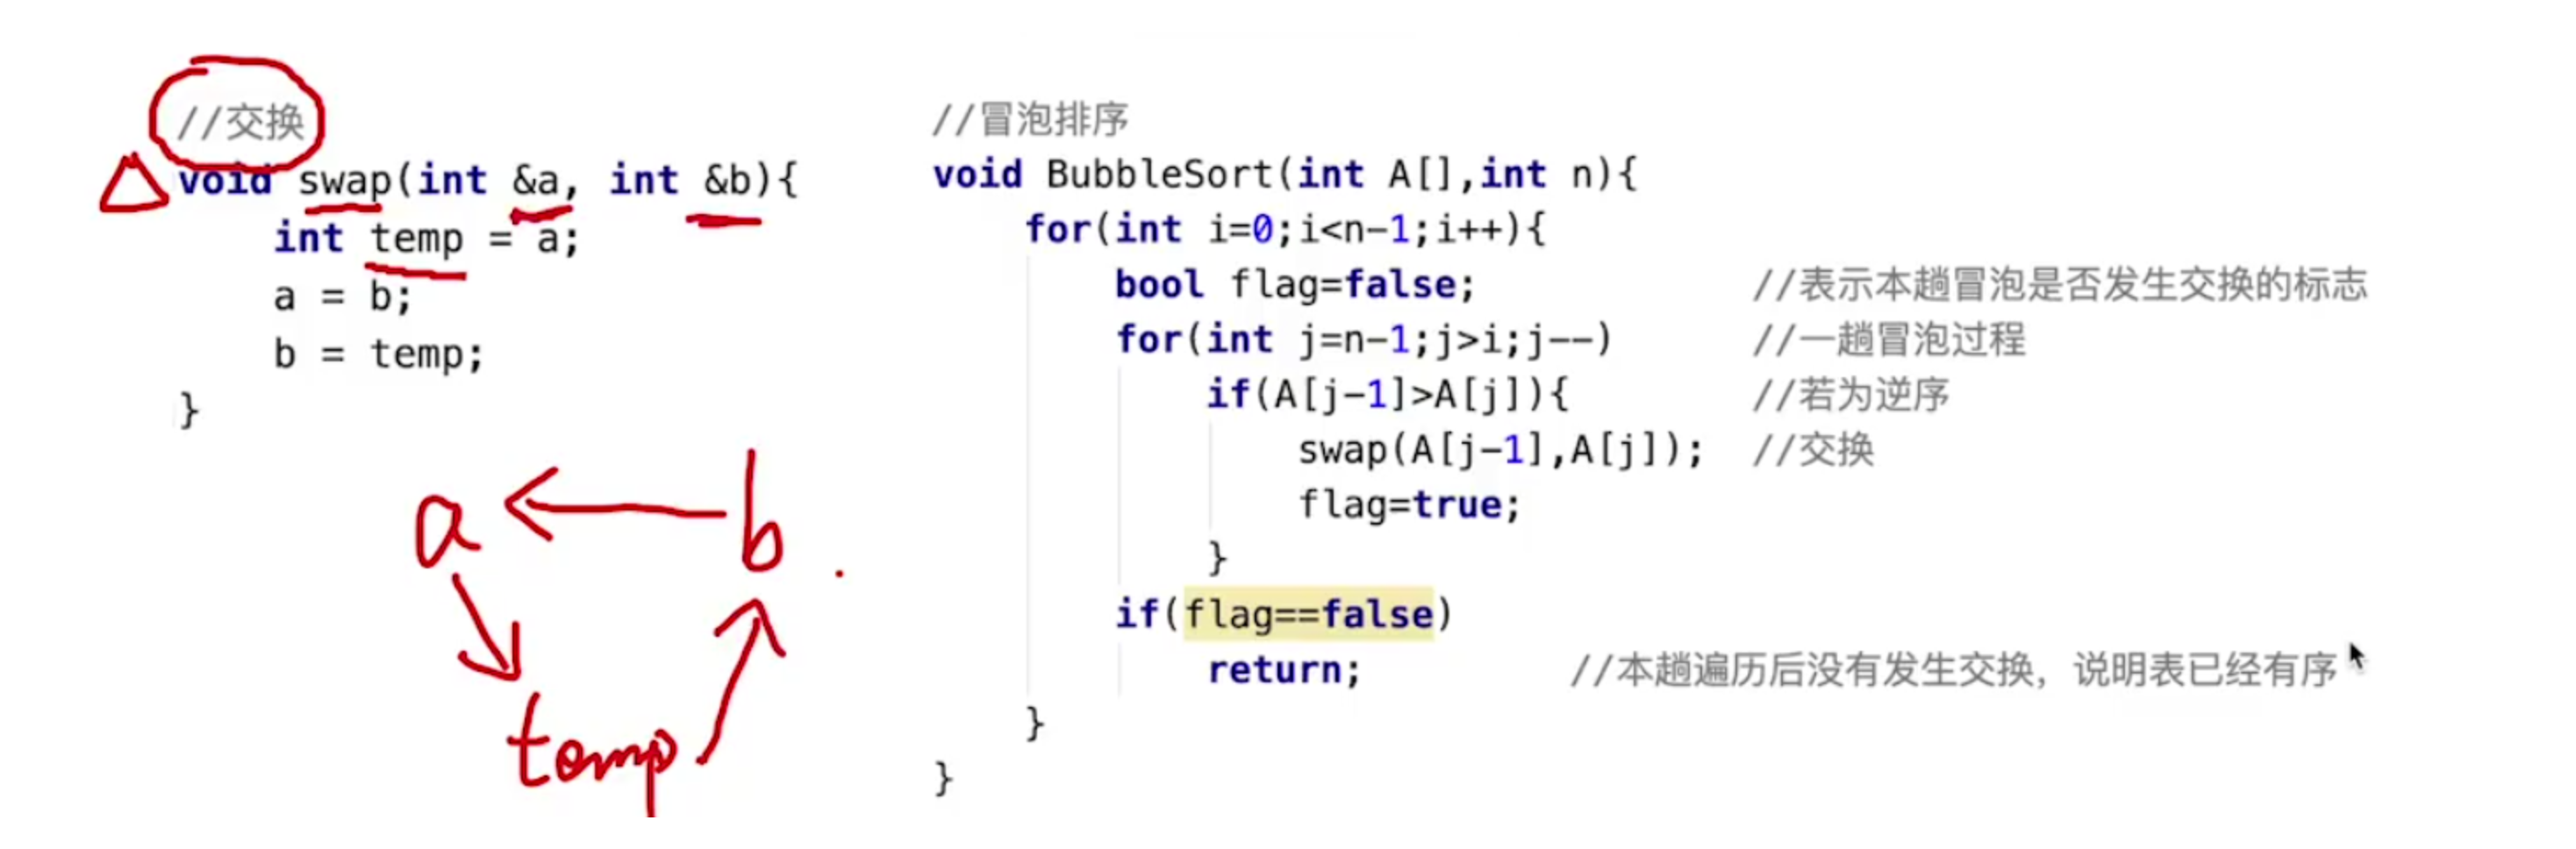 //交换
void swap(int &a, int &b){
int temp = a;
a = b;
b = temp;
}
a b
temp
//冒泡排序
void BubbleSort(int A[],int n){
for(int i=0;i<n-1;i++){
bool flag=false; //表示本趟冒泡是否发生交换的标志
for(int j=n-1;j>i;j--) //一趟冒泡过程
if(A[j-1]>A[j]){ //若为逆序
swap(A[j-1],A[j]); //交换
flag=true;
}
if(flag==false)
return; //本趟遍历后没有发生交换，说明表已经有序
}
}